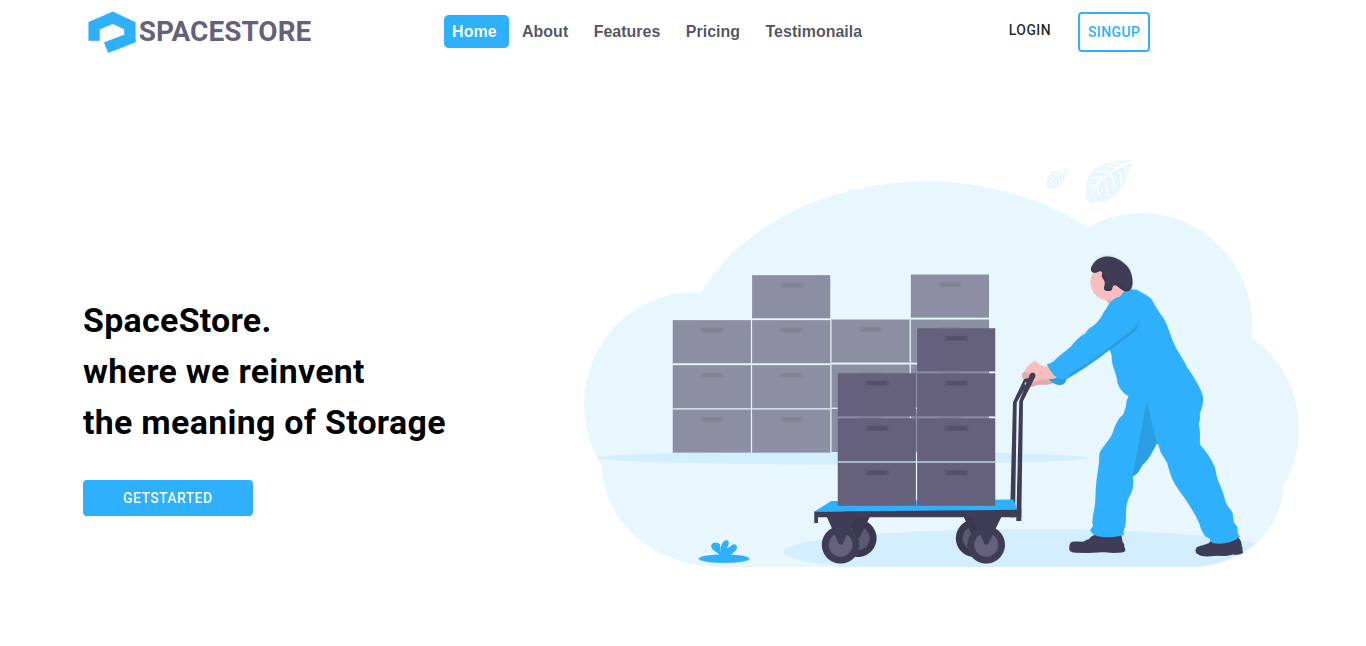 SPACESTORE
Home About Features Pricing Testimonaila
LOGIN SINGUP
SpaceStore.
where we reinvent
the meaning of Storage
GETSTARTED